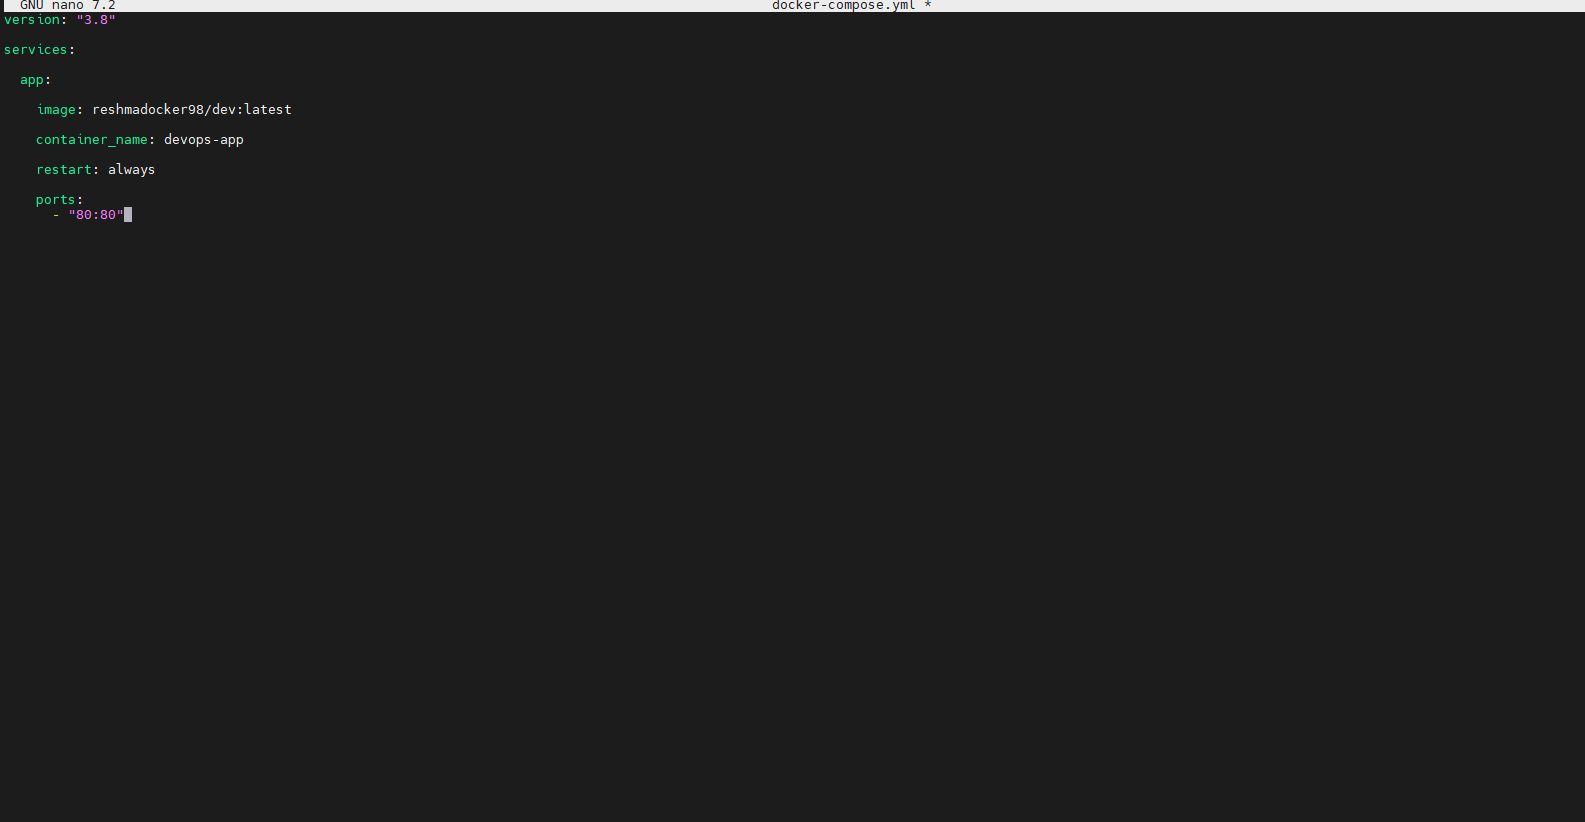 GNU nano 7.2 docker-compose.yml *
version: "3.8"
services:
  app:
    image: reshmadocker98/dev:latest
    container_name: devops-app
    restart: always
    ports:
      - "80:80"